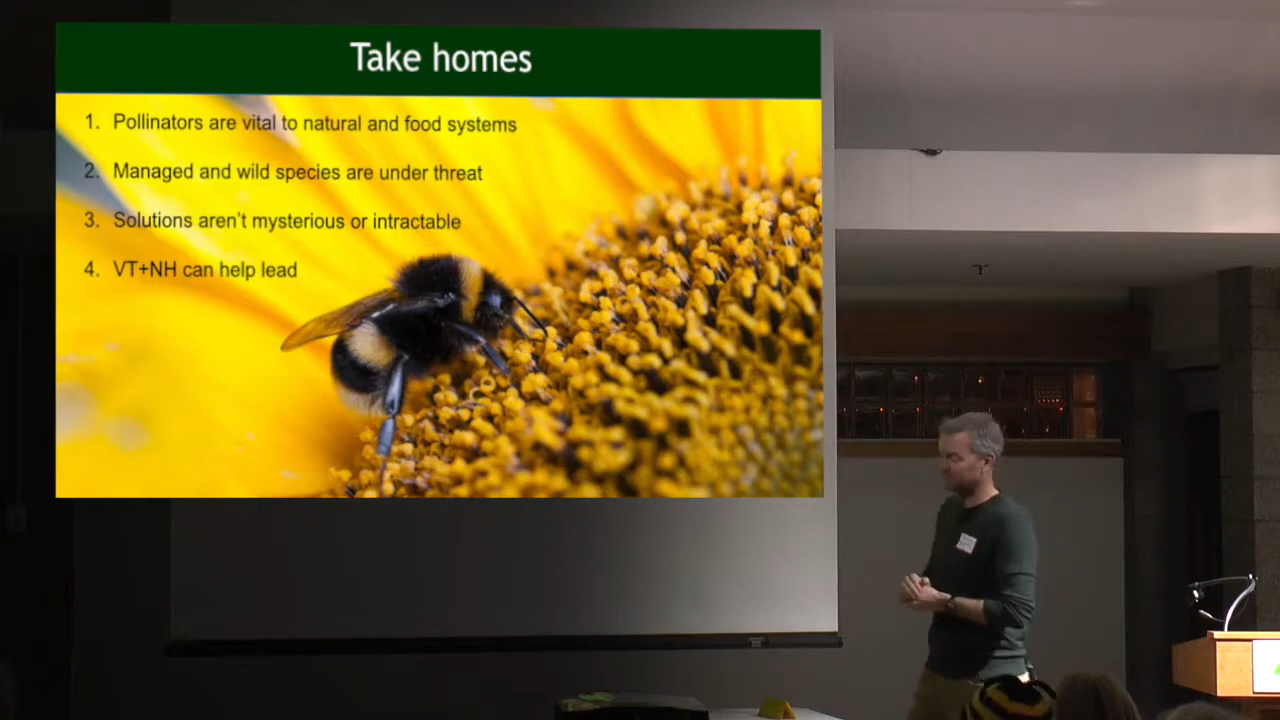 Take homes
1. Pollinators are vital to natural and food systems
2. Managed and wild species are under threat
3. Solutions aren't mysterious or intractable
4. VT+NH can help lead